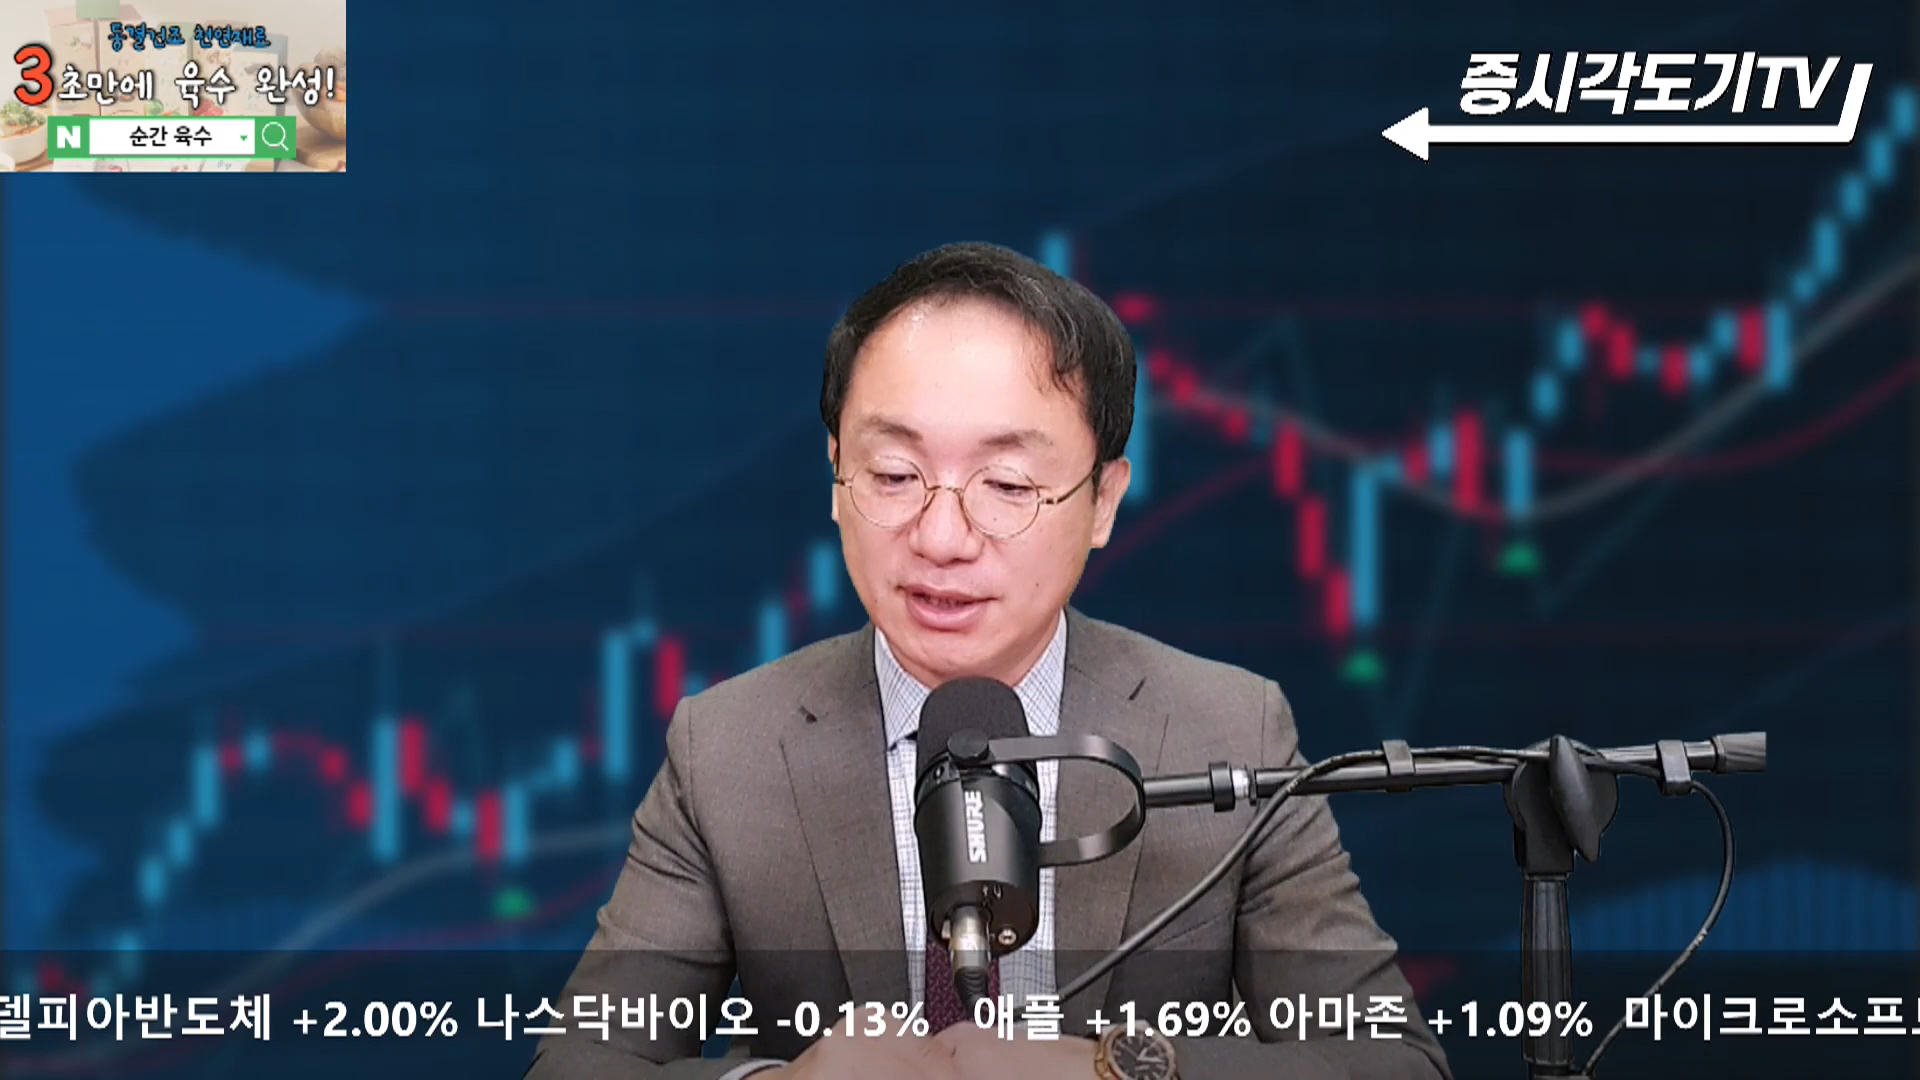 동결건조 천연재료
3초만에 육수 완성!
N 순간 육수
증시각도기TV
SHURE
델피아반도체 +2.00% 나스닥바이오 -0.13% 애플 +1.69% 아마존 +1.09% 마이크로소프